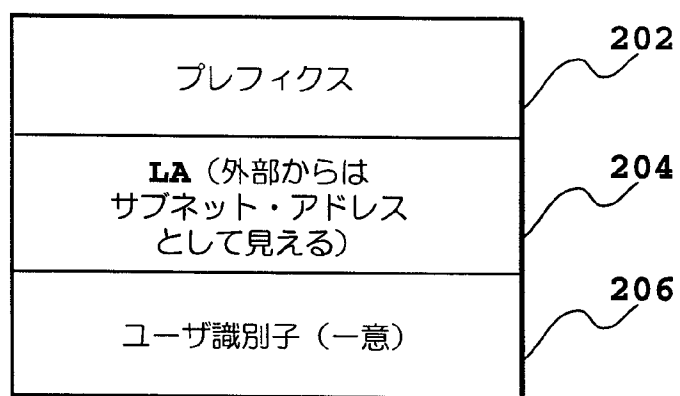 プレフィクス
202
LA（外部からは
サブネット・アドレス
として見える）
204
ユーザ識別子（一意）
206